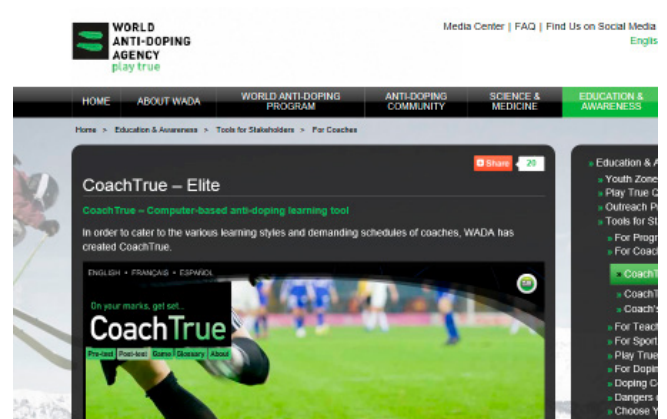 WORLD
ANTI-DOPING
AGENCY
play true
Media Center | FAQ | Find Us on Social Media
Englis
HOME
ABOUT WADA
WORLD ANTI-DOPING
PROGRAM
ANTI-DOPING
COMMUNITY
SCIENCE &
MEDICINE
EDUCATION &
AWARENESS
Home > Education & Awareness > Tools for Stakeholders > For Coaches
Share 20
CoachTrue – Elite
CoachTrue – Computer-based anti-doping learning tool
In order to cater to the various learning styles and demanding schedules of coaches, WADA has
created CoachTrue.
ENGLISH • FRANÇAIS • ESPAÑOL
On your marks, get set...
CoachTrue
Pre-test Post-test Game Glossary About
» Education & A
» Youth Zone
» Play True Q
» Outreach P
» Tools for St
» For Progr
» For Coach
» CoachT
» CoachT
» Coach's
» For Teach
» For Sport
» Play True
» For Dopin
» Doping C
» Dangers o
» Choose Y